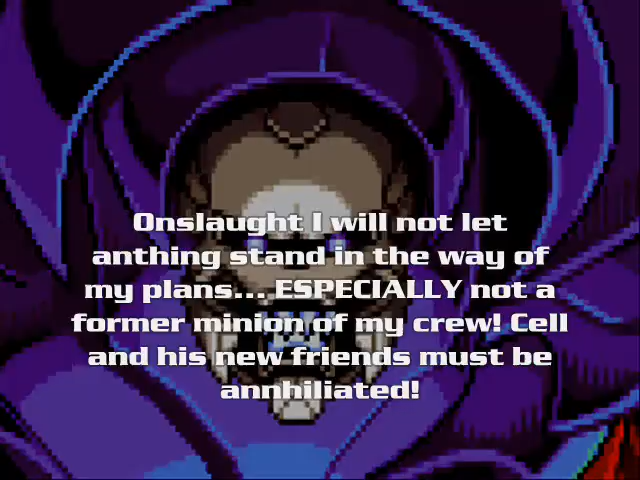 Onslaught I will not let
anthing stand in the way of
my plans... ESPECIALLY not a
former minion of my crew! Cell
and his new friends must be
annhiliated!